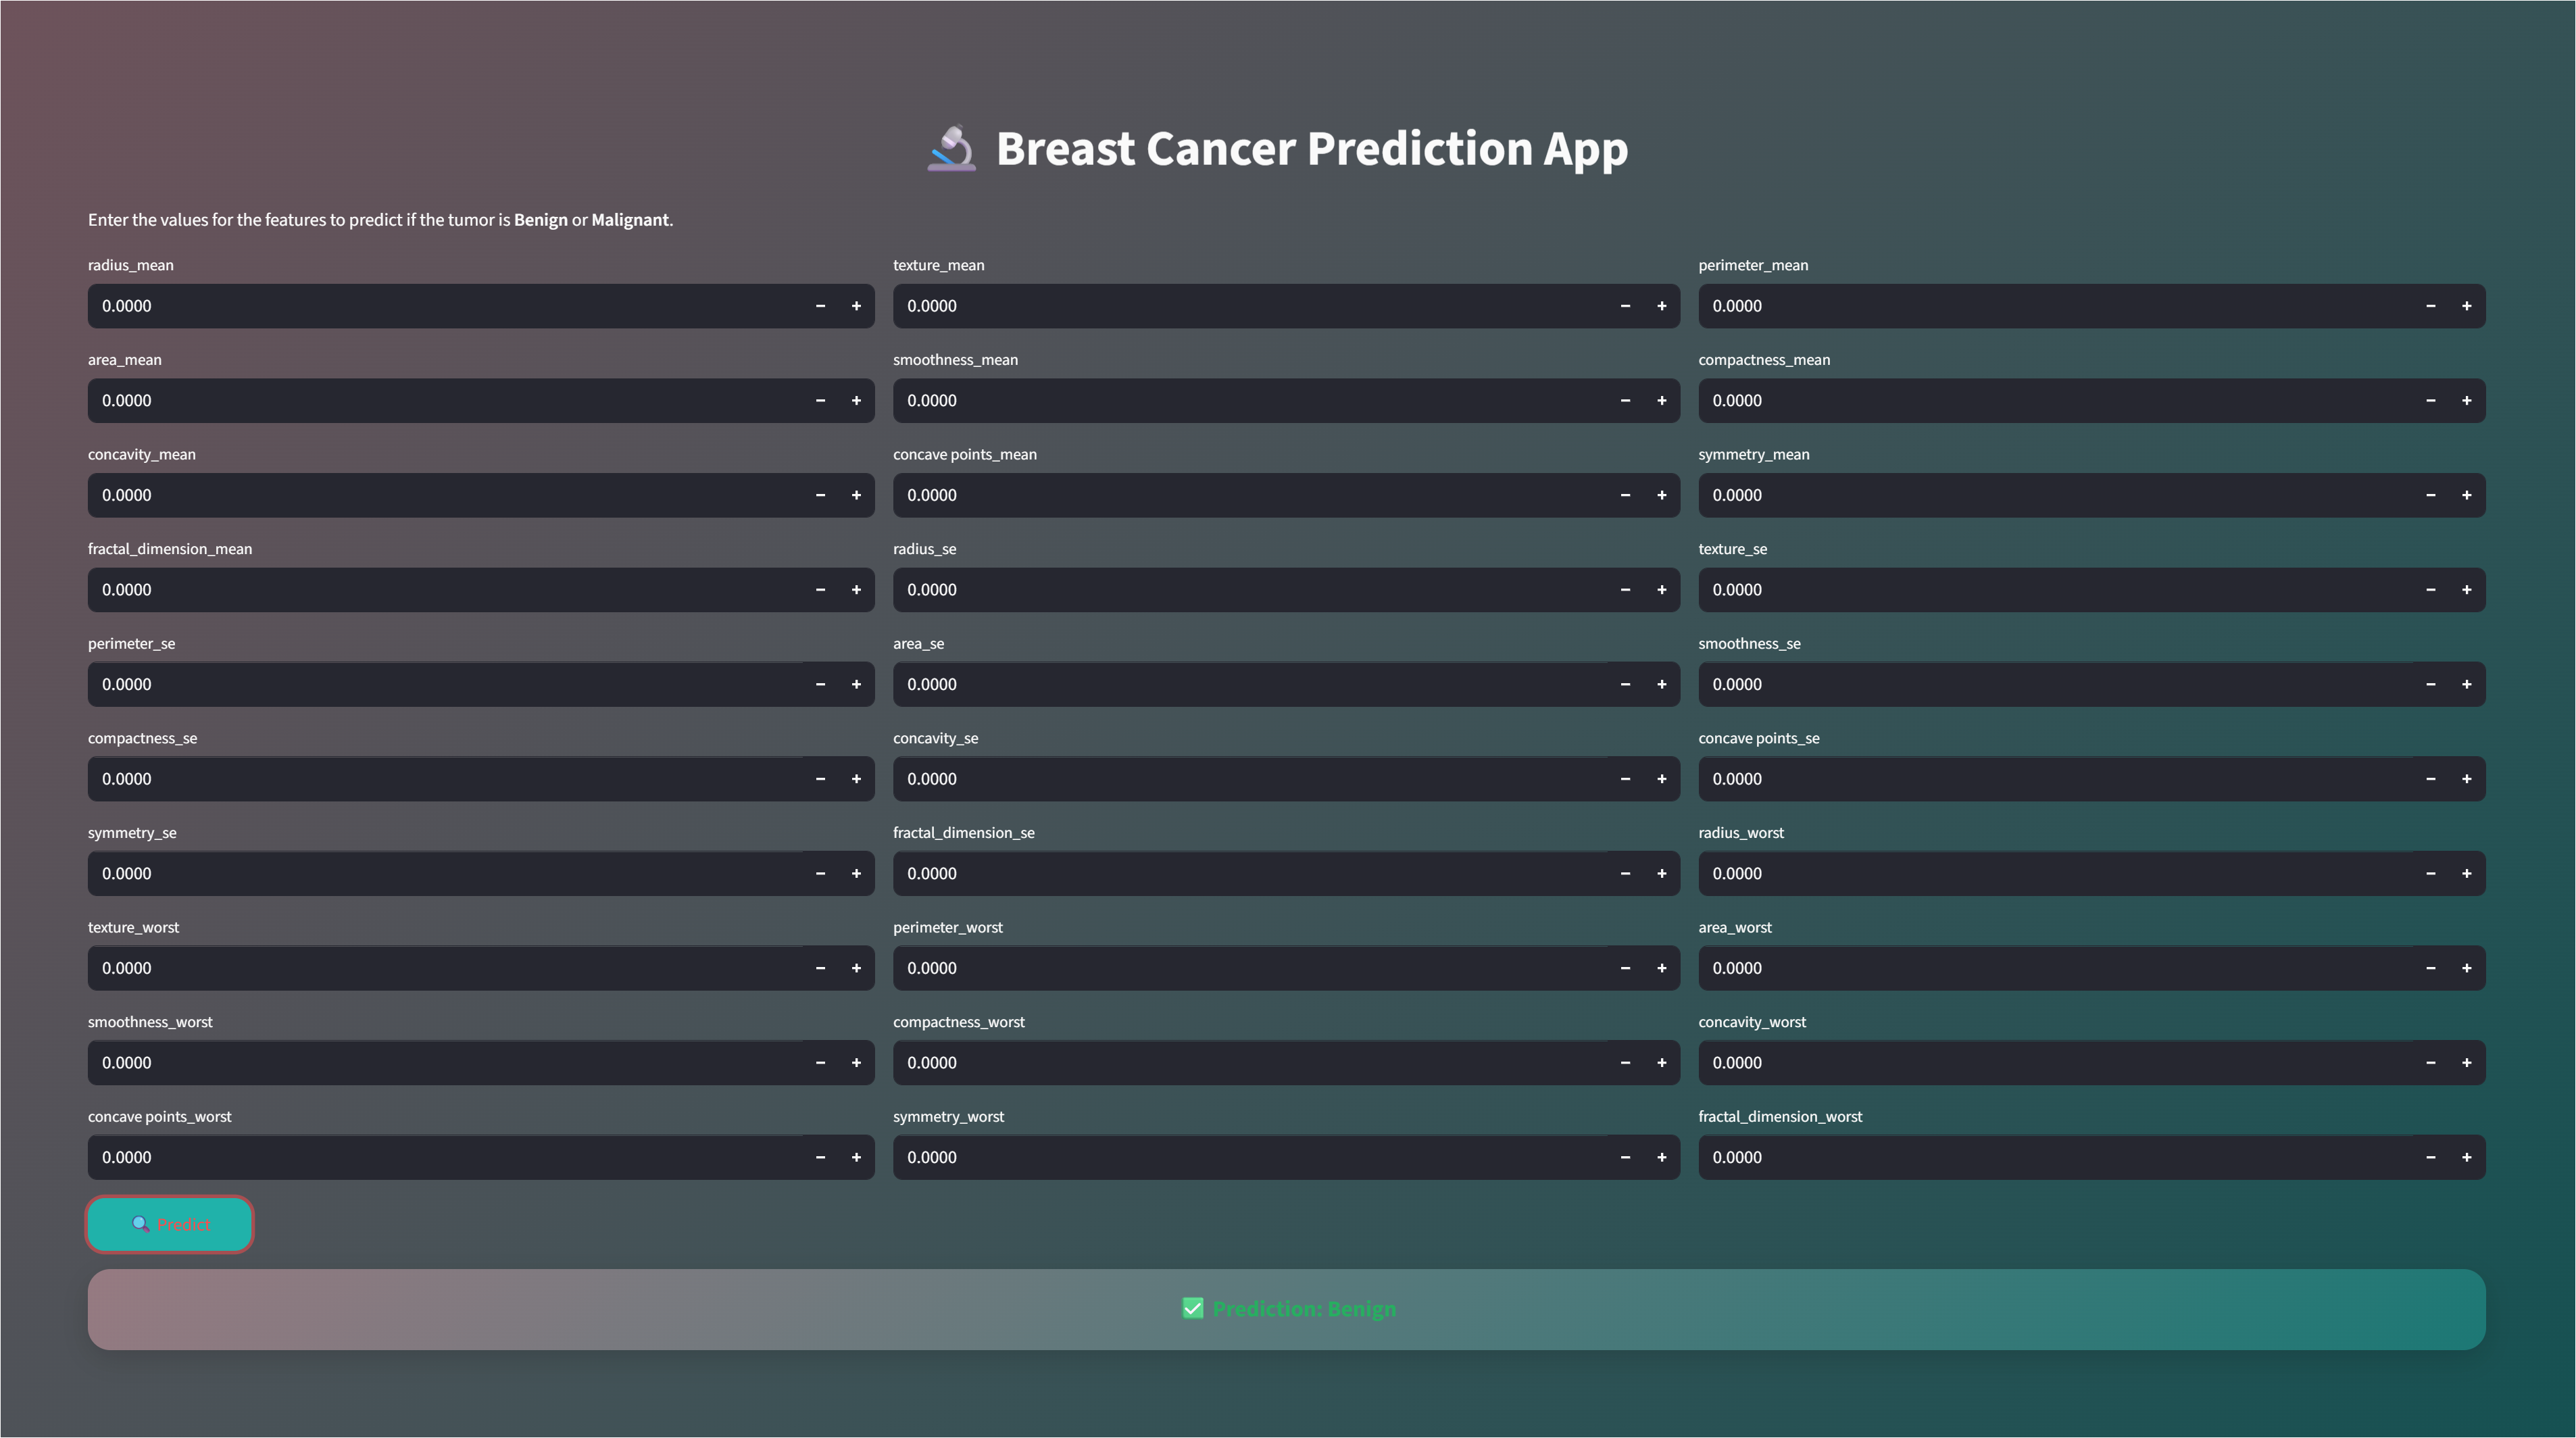 Breast Cancer Prediction App
Enter the values for the features to predict if the tumor is Benign or Malignant.
radius_mean texture_mean perimeter_mean
0.0000 − + 0.0000 − + 0.0000 − +
area_mean smoothness_mean compactness_mean
0.0000 − + 0.0000 − + 0.0000 − +
concavity_mean concave points_mean symmetry_mean
0.0000 − + 0.0000 − + 0.0000 − +
fractal_dimension_mean radius_se texture_se
0.0000 − + 0.0000 − + 0.0000 − +
perimeter_se area_se smoothness_se
0.0000 − + 0.0000 − + 0.0000 − +
compactness_se concavity_se concave points_se
0.0000 − + 0.0000 − + 0.0000 − +
symmetry_se fractal_dimension_se radius_worst
0.0000 − + 0.0000 − + 0.0000 − +
texture_worst perimeter_worst area_worst
0.0000 − + 0.0000 − + 0.0000 − +
smoothness_worst compactness_worst concavity_worst
0.0000 − + 0.0000 − + 0.0000 − +
concave points_worst symmetry_worst fractal_dimension_worst
0.0000 − + 0.0000 − + 0.0000 − +
Predict
Prediction: Benign